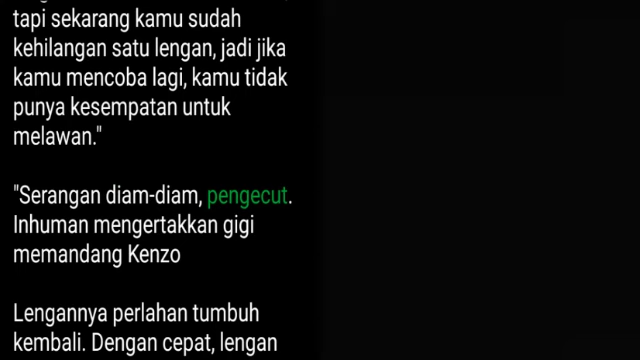 tapi sekarang kamu sudah
kehilangan satu lengan, jadi jika
kamu mencoba lagi, kamu tidak
punya kesempatan untuk
melawan."
"Serangan diam-diam, pengecut.
Inhuman mengertakkan gigi
memandang Kenzo
Lengannya perlahan tumbuh
kembali. Dengan cepat, lengan